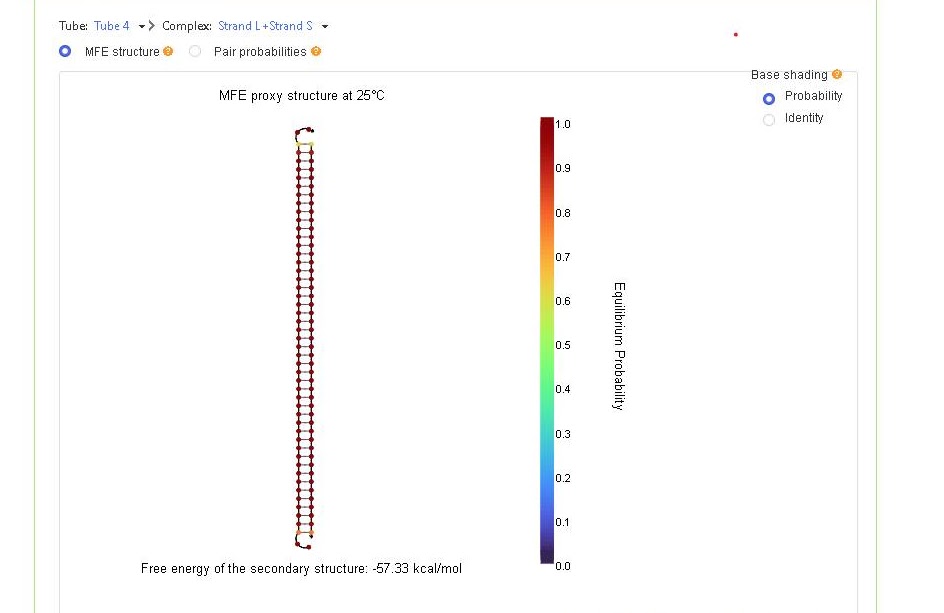 Tube: Tube 4 > Complex: Strand L+Strand S
MFE structure ? Pair probabilities ?
Base shading ?
Probability
Identity
MFE proxy structure at 25°C
1.0
0.9
0.8
0.7
0.6
0.5
0.4
0.3
0.2
0.1
0.0
Equilibrium Probability
Free energy of the secondary structure: -57.33 kcal/mol